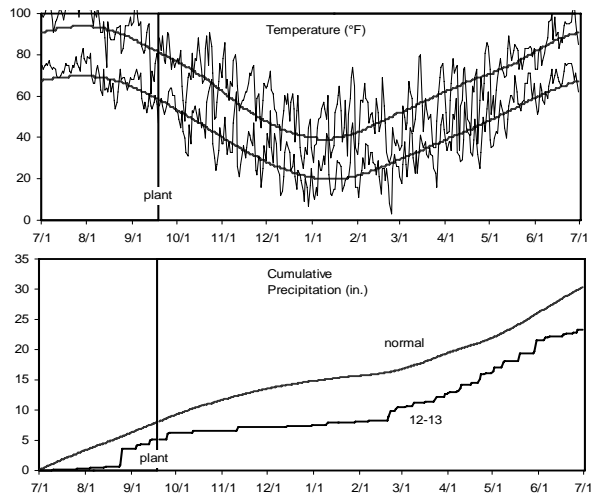 100
Temperature (°F)
80
60
40
20
plant
0
7/1 8/1 9/1 10/1 11/1 12/1 1/1 2/1 3/1 4/1 5/1 6/1 7/1
35
Cumulative
Precipitation (in.)
30
25
normal
20
15
10
12-13
5
plant
0
7/1 8/1 9/1 10/1 11/1 12/1 1/1 2/1 3/1 4/1 5/1 6/1 7/1